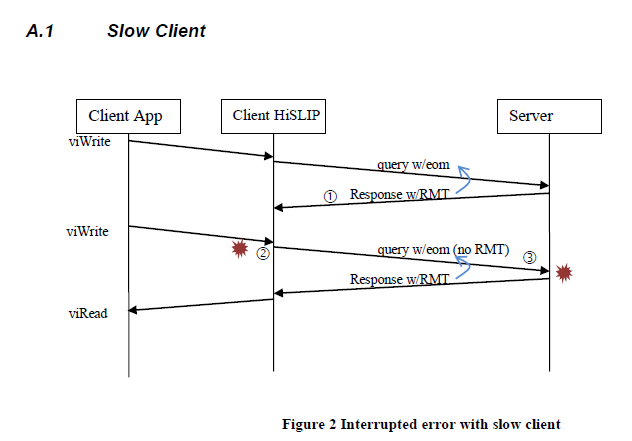 A.1 Slow Client
Client App Client HiSLIP Server
viWrite
query w/eom
① Response w/RMT
viWrite
② query w/eom (no RMT) ③
Response w/RMT
viRead
Figure 2 Interrupted error with slow client